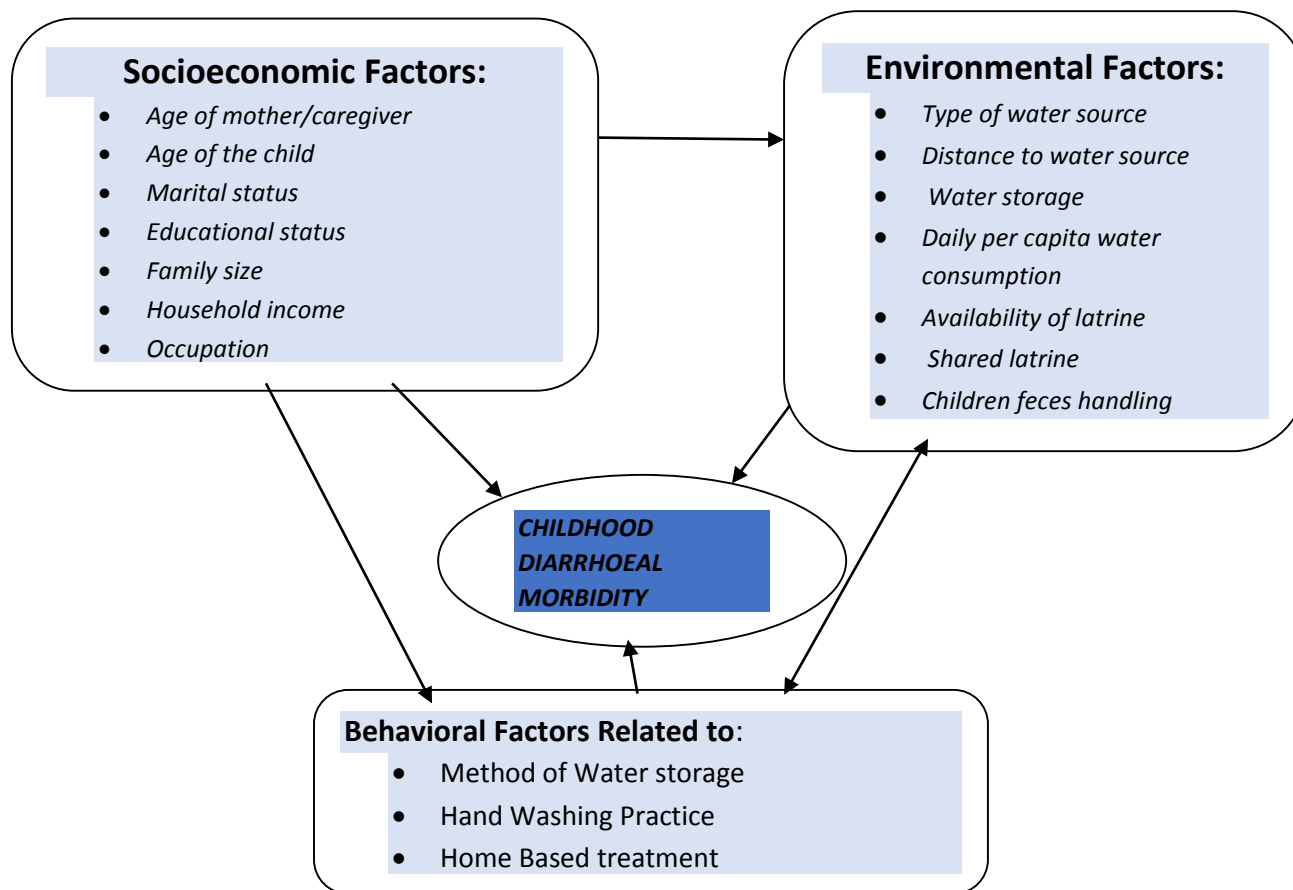 Socioeconomic Factors:
• Age of mother/caregiver
• Age of the child
• Marital status
• Educational status
• Family size
• Household income
• Occupation
Environmental Factors:
• Type of water source
• Distance to water source
• Water storage
• Daily per capita water
consumption
• Availability of latrine
• Shared latrine
• Children feces handling
CHILDHOOD
DIARRHOEAL
MORBIDITY
Behavioral Factors Related to:
• Method of Water storage
• Hand Washing Practice
• Home Based treatment